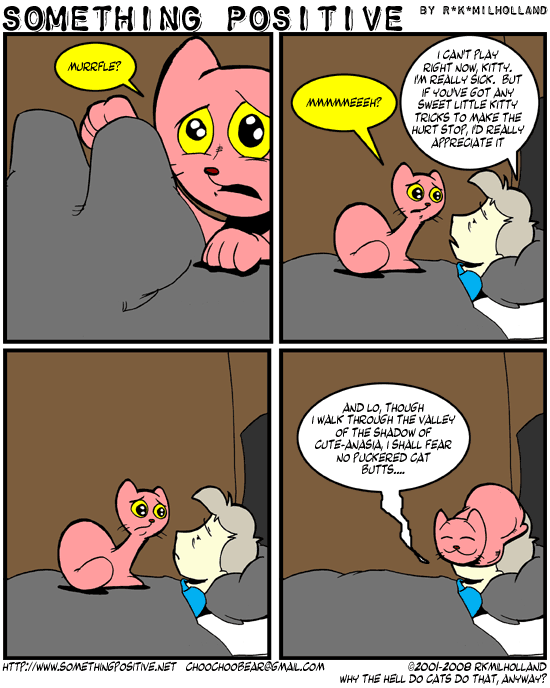 SOMETHING POSITIVE BY R*K*MILHOLLAND
MURRFLE?
MMMMMEEEH?
I CAN'T PLAY
RIGHT NOW, KITTY.
I'M REALLY SICK. BUT
IF YOU'VE GOT ANY
SWEET LITTLE KITTY
TRICKS TO MAKE THE
HURT STOP, I'D REALLY
APPRECIATE IT
AND LO, THOUGH
I WALK THROUGH THE VALLEY
OF THE SHADOW OF
CUTE-ANASIA, I SHALL FEAR
NO PUCKERED CAT
BUTTS....
HTTP://WWW.SOMETHINGPOSITIVE.NET CHOOCHOOBEAR@GMAIL.COM ©2001-2008 RKMILHOLLAND
WHY THE HELL DO CATS DO THAT, ANYWAY?